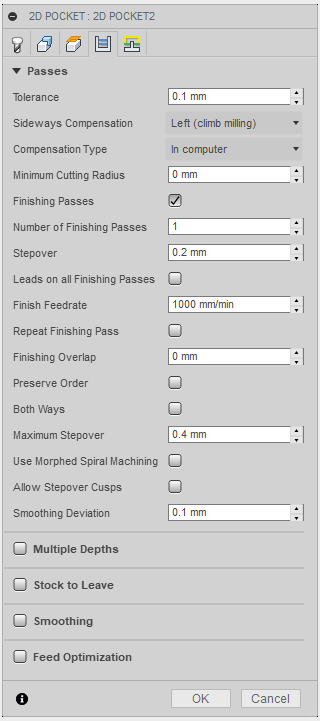 2D POCKET : 2D POCKET2
Passes
Tolerance 0.1 mm
Sideways Compensation Left (climb milling)
Compensation Type In computer
Minimum Cutting Radius 0 mm
Finishing Passes
Number of Finishing Passes 1
Stepover 0.2 mm
Leads on all Finishing Passes
Finish Feedrate 1000 mm/min
Repeat Finishing Pass
Finishing Overlap 0 mm
Preserve Order
Both Ways
Maximum Stepover 0.4 mm
Use Morphed Spiral Machining
Allow Stepover Cusps
Smoothing Deviation 0.1 mm
Multiple Depths
Stock to Leave
Smoothing
Feed Optimization
OK Cancel